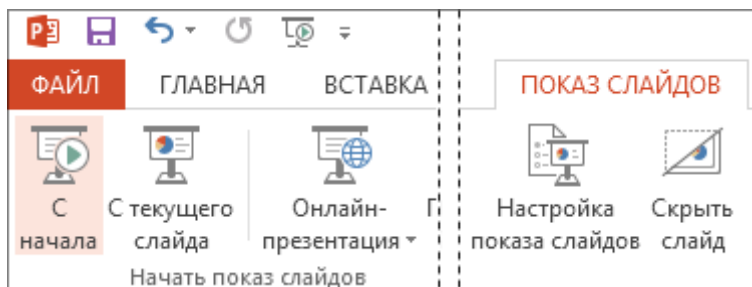 ФАЙЛ ГЛАВНАЯ ВСТАВКА ПОКАЗ СЛАЙДОВ
С начала
С текущего слайда
Онлайн-презентация
Настройка показа слайдов
Скрыть слайд
Начать показ слайдов